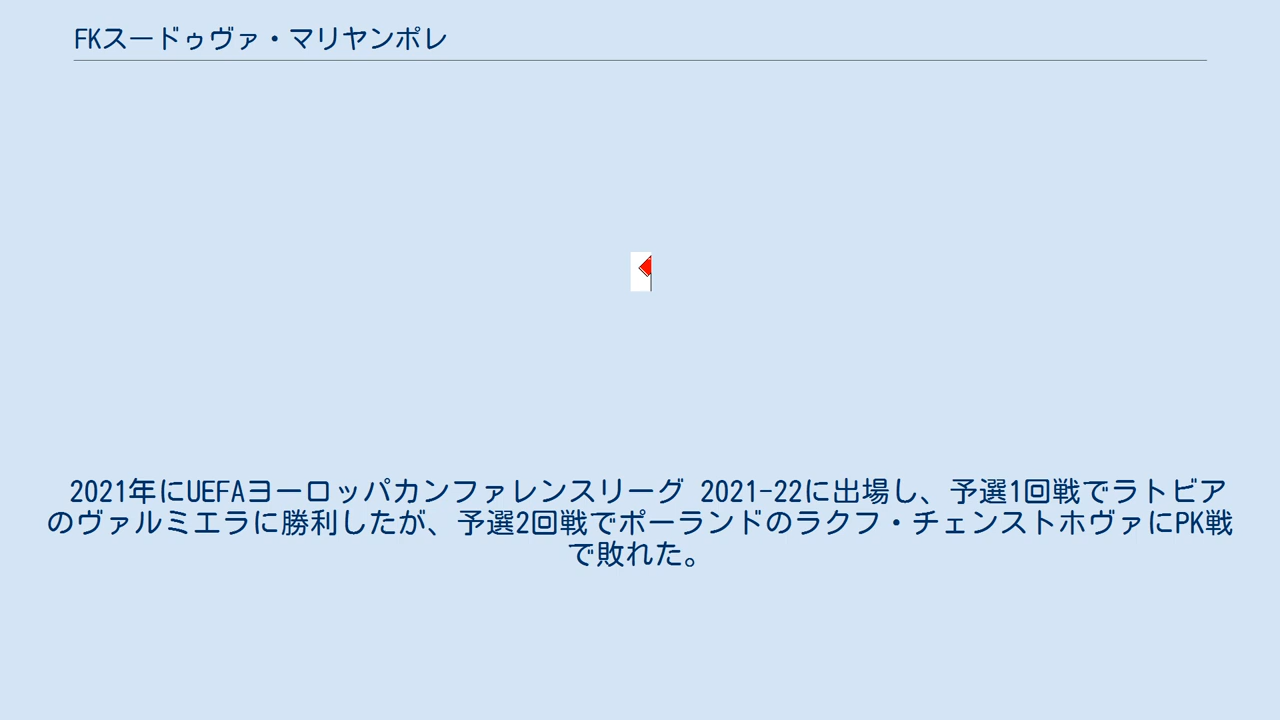 FKスードゥヴァ・マリヤンポレ
2021年にUEFAヨーロッパカンファレンスリーグ 2021-22に出場し、予選1回戦でラトビア
のヴァルミエラに勝利したが、予選2回戦でポーランドのラクフ・チェンストホヴァにPK戦
で敗れた。